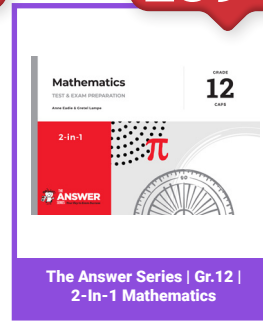 Mathematics
TEST & EXAM PREPARATION
Anne Eadie & Gretel Lampe
GRADE
12
CAPS
2-in-1
π
THE
ANSWER
The Answer Series | Gr.12 |
2-In-1 Mathematics